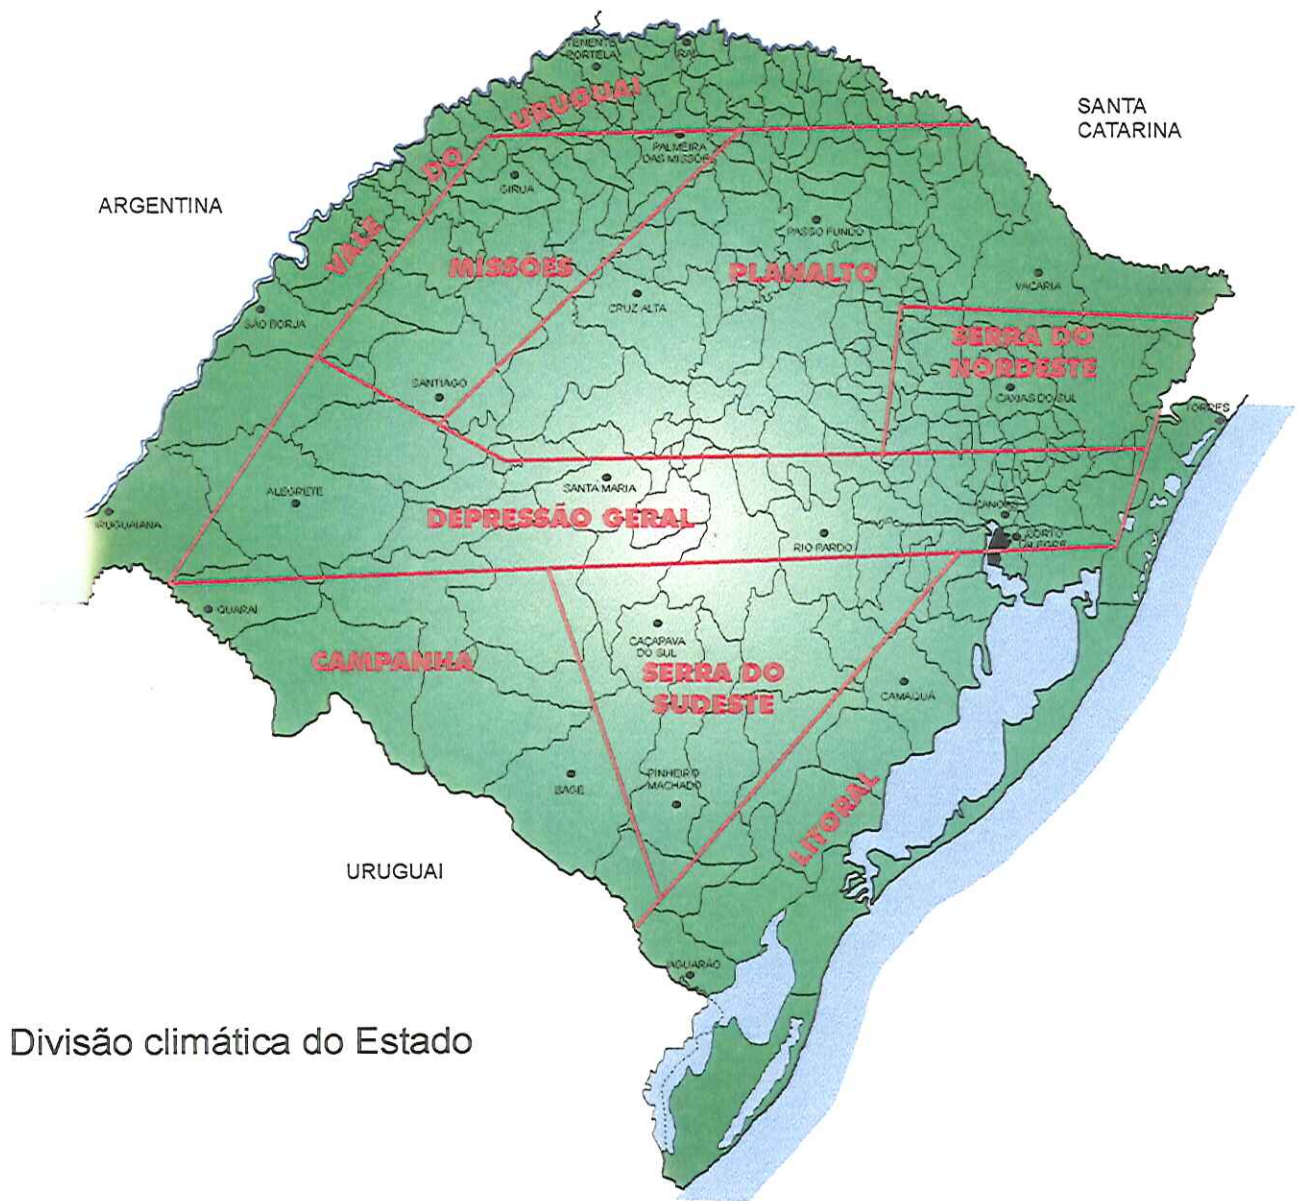 TENENTE
PORTELA
IRAÍ
SANTA
CATARINA
VALE DO URUGUAI
PALMEIRA
DAS MISSÕES
GIRUÁ
ARGENTINA
PASSO FUNDO
MISSÕES
PLANALTO
VACARIA
CRUZ ALTA
SÃO BORJA
SERRA DO
NORDESTE
SANTIAGO
CAXIAS DO SUL
TORRES
SANTA MARIA
ALEGRETE
CANOAS
URUGUAIANA
DEPRESSÃO GERAL
RIO PARDO
PORTO
ALEGRE
QUARAÍ
CAÇAPAVA
DO SUL
CAMPANHA
SERRA DO
SUDESTE
CAMAQUÃ
BAGÉ
PINHEIRO
MACHADO
LITORAL
URUGUAI
JAGUARÃO
Divisão climática do Estado